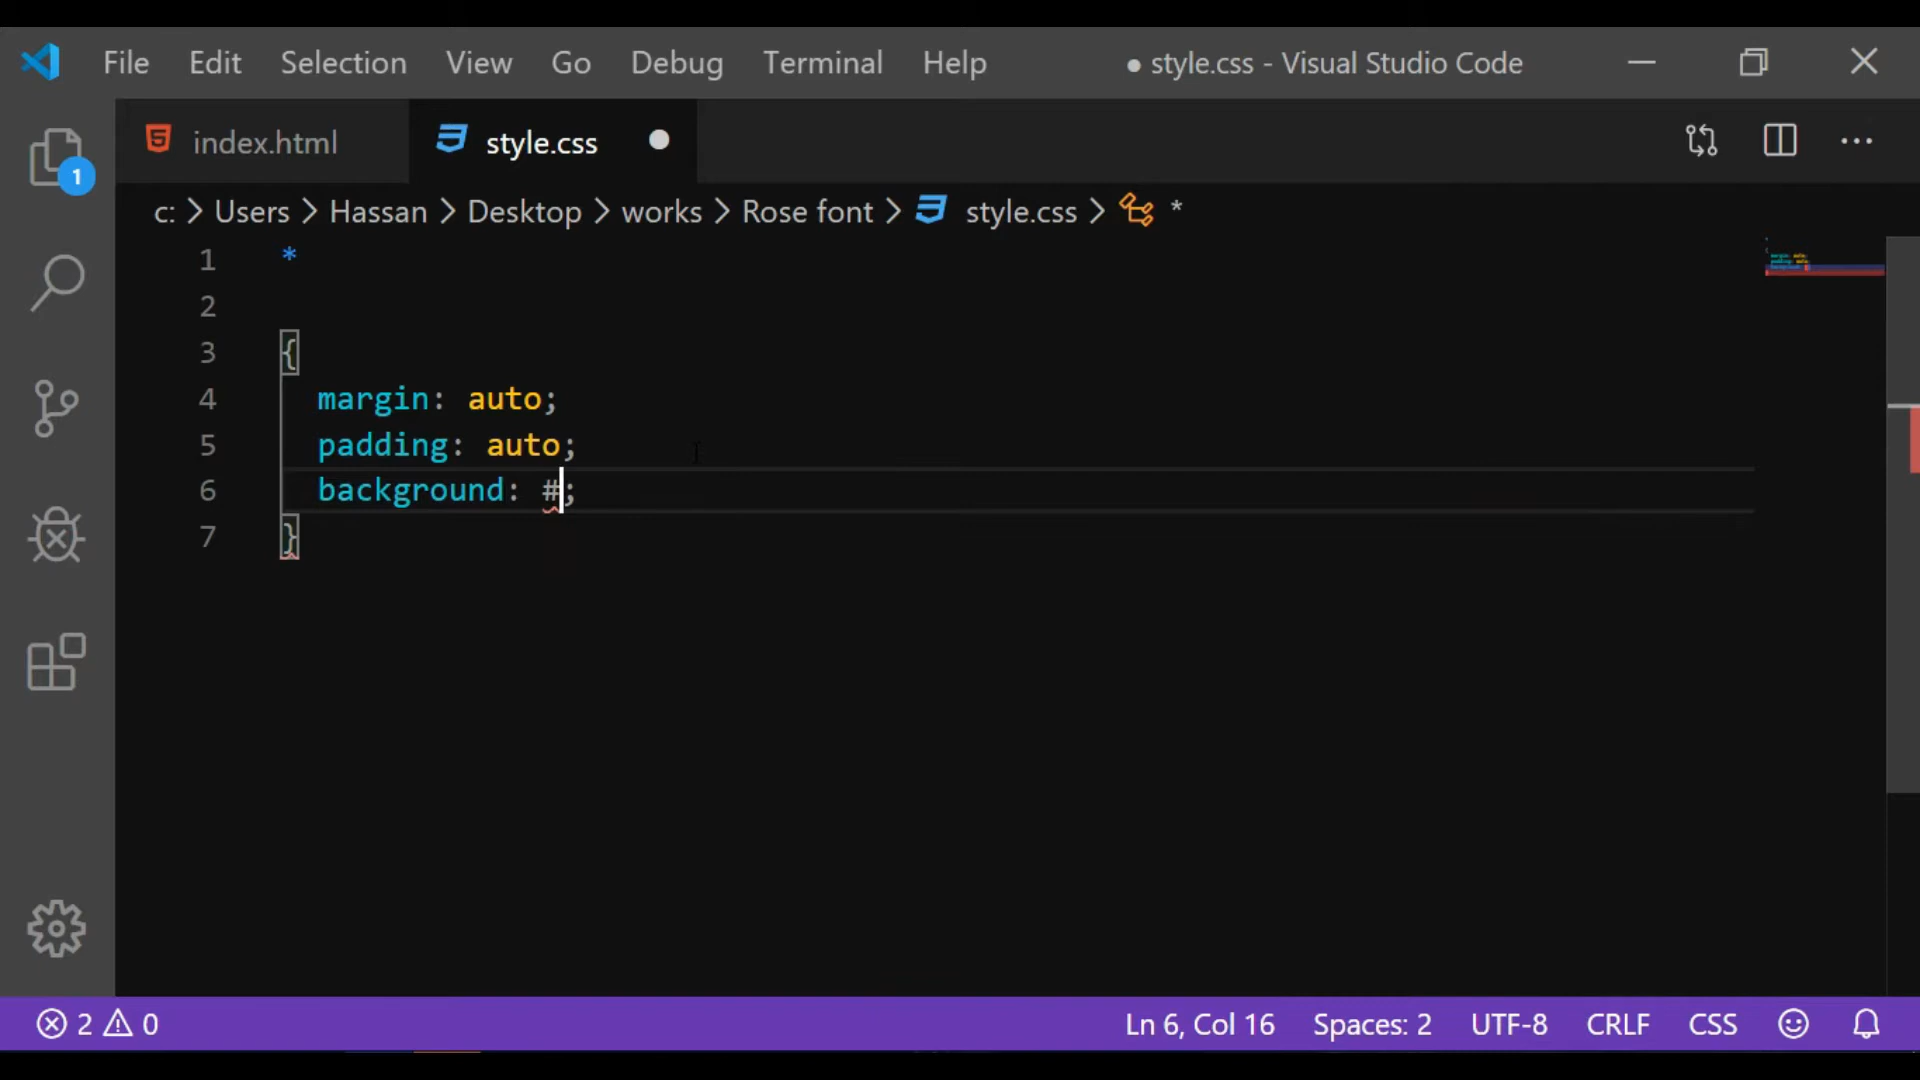 File Edit Selection View Go Debug Terminal Help ● style.css - Visual Studio Code
index.html style.css
1
c: > Users > Hassan > Desktop > works > Rose font > style.css > *
1 *
2
3 {
4 margin: auto;
5 padding: auto;
6 background: #;
7 }
2 0 Ln 6, Col 16 Spaces: 2 UTF-8 CRLF CSS